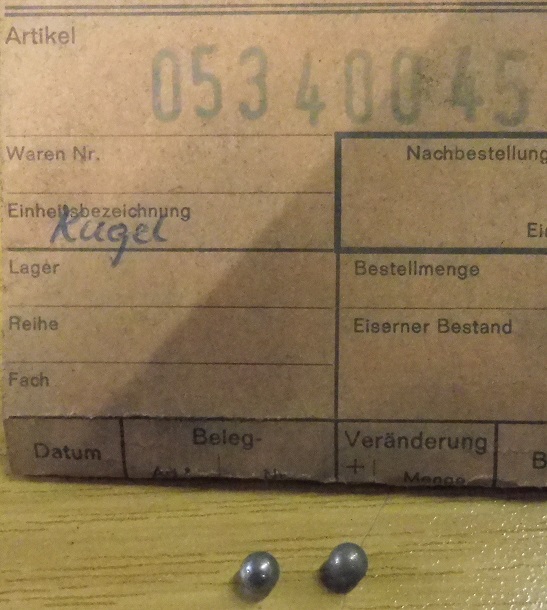 Artikel
05340045
Waren Nr.
Nachbestellung
Einheitsbezeichnung
Kugel
Lager
Bestellmenge
Reihe
Eiserner Bestand
Fach
Datum
Beleg-
Veränderung
+
Menge